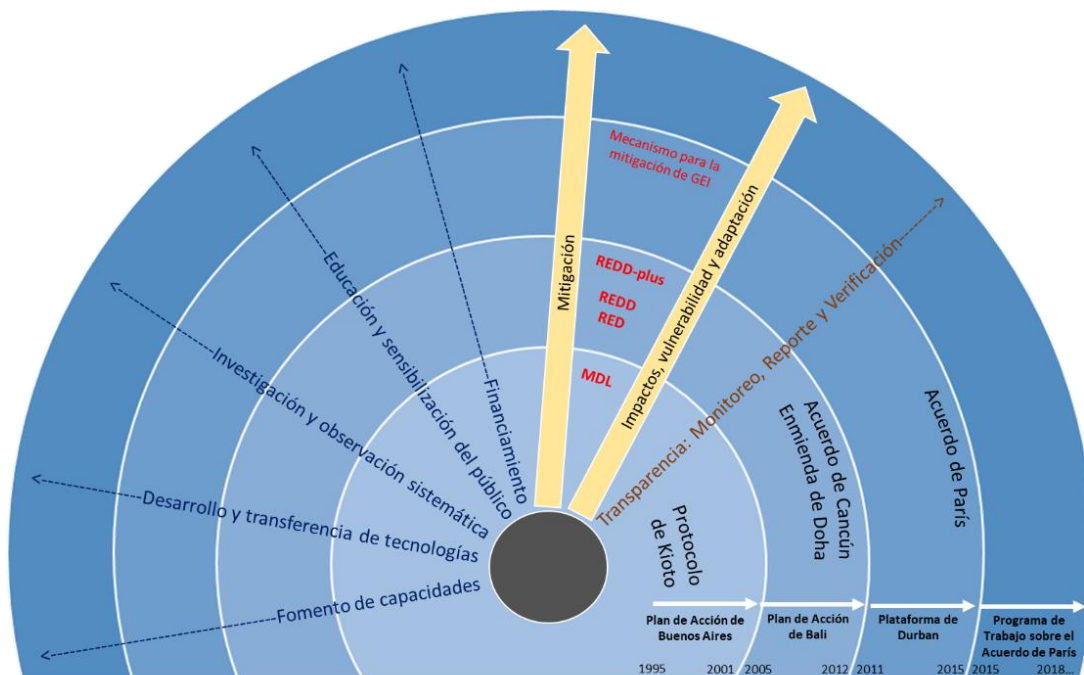 Mecanismo para la
mitigación de GEI
Mitigación
REDD-plus
REDD
RED
MDL
Impactos, vulnerabilidad y adaptación
Transparencia: Monitoreo, Reporte y Verificación
Financiamiento
Educación y sensibilización del público
Investigación y observación sistemática
Desarrollo y transferencia de tecnologías
Fomento de capacidades
Protocolo
de Kioto
Acuerdo de Cancún
Enmienda de Doha
Acuerdo de París
Plan de Acción de
Buenos Aires
Plan de Acción
de Bali
Plataforma de
Durban
Programa de
Trabajo sobre el
Acuerdo de París
1995 2001 2005 2012 2011 2015 2015 2018...